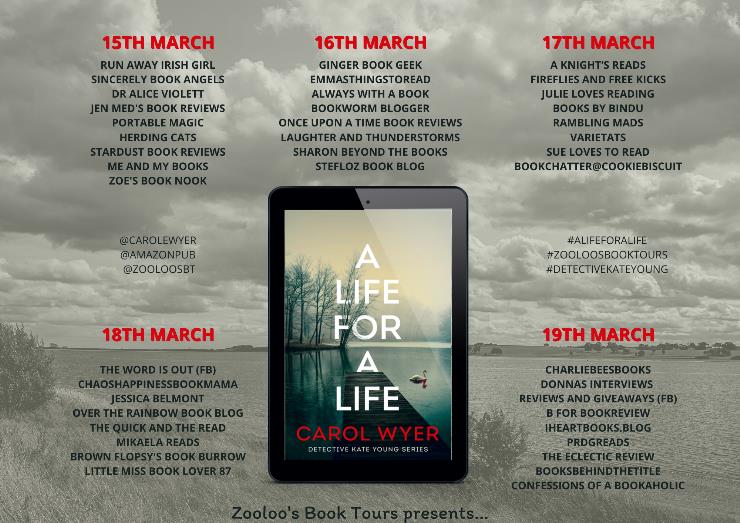 15TH MARCH
RUN AWAY IRISH GIRL
SINCERELY BOOK ANGELS
DR ALICE VIOLETT
JEN MED'S BOOK REVIEWS
PORTABLE MAGIC
HERDING CATS
STARDUST BOOK REVIEWS
ME AND MY BOOKS
ZOE'S BOOK NOOK
16TH MARCH
GINGER BOOK GEEK
EMMASTHINGSTOREAD
ALWAYS WITH A BOOK
BOOKWORM BLOGGER
ONCE UPON A TIME BOOK REVIEWS
LAUGHTER AND THUNDERSTORMS
SHARON BEYOND THE BOOKS
STEFLOZ BOOK BLOG
17TH MARCH
A KNIGHT'S READS
FIREFLIES AND FREE KICKS
JULIE LOVES READING
BOOKS BY BINDU
RAMBLING MADS
VARIETATS
SUE LOVES TO READ
BOOKCHATTER@COOKIEBISCUIT
@CAROLEWYER
@AMAZONPUB
@ZOOLOOSBT
#ALIFEFORALIFE
#ZOOLOOSBOOKTOURS
#DETECTIVEKATEYOUNG
A
LIFE
FOR
A
LIFE
CAROL WYER
DETECTIVE KATE YOUNG SERIES
18TH MARCH
THE WORD IS OUT (FB)
CHAOSHAPPINESSBOOKMAMA
JESSICA BELMONT
OVER THE RAINBOW BOOK BLOG
THE QUICK AND THE READ
MIKAELA READS
BROWN FLOPSY'S BOOK BURROW
LITTLE MISS BOOK LOVER 87
19TH MARCH
CHARLIEBEESBOOKS
DONNAS INTERVIEWS
REVIEWS AND GIVEAWAYS (FB)
B FOR BOOKREVIEW
IHEARTBOOKS.BLOG
PRDGREADS
THE ECLECTIC REVIEW
BOOKSBEHINDTHETITLE
CONFESSIONS OF A BOOKAHOLIC
Zooloo's Book Tours presents...